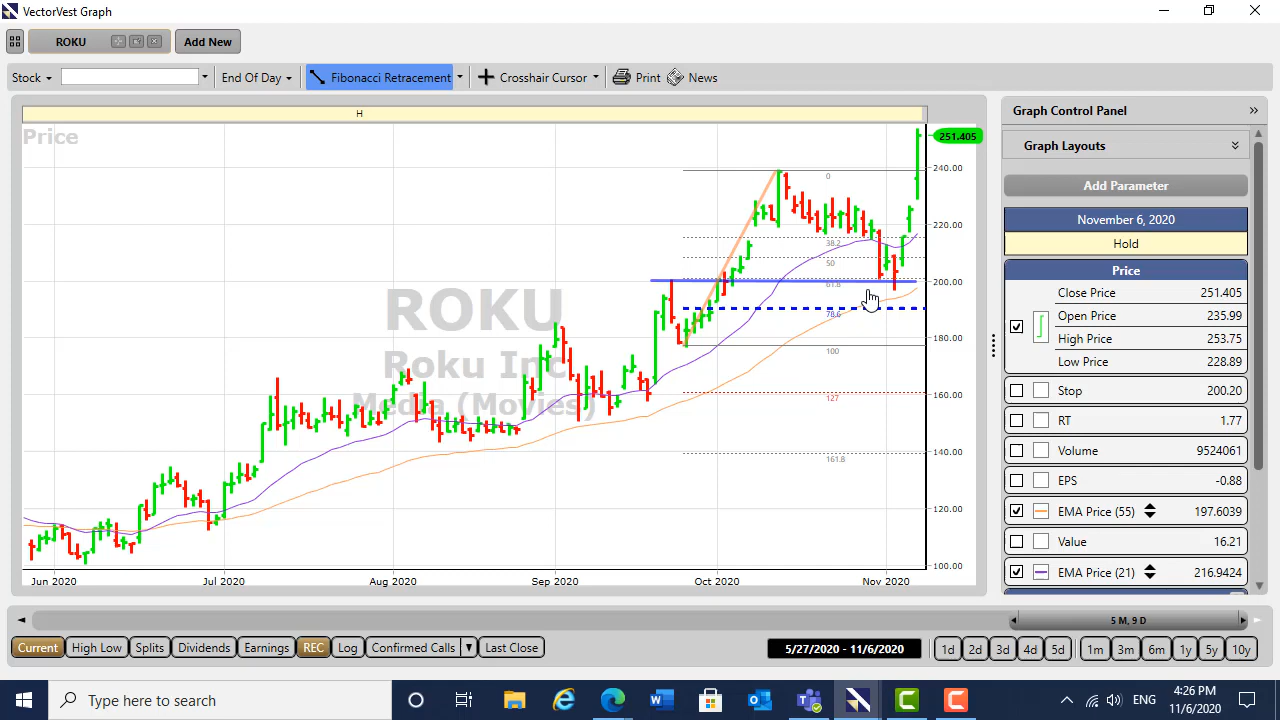 VectorVest Graph
ROKU
Add New
Stock
End Of Day
Fibonacci Retracement
Crosshair Cursor
Print
News
H
Price
251.405
240.00
220.00
200.00
180.00
160.00
140.00
120.00
100.00
0
38.2
50
61.8
78.6
100
127
161.8
ROKU
Roku Inc
Media (Movies)
Jun 2020
Jul 2020
Aug 2020
Sep 2020
Oct 2020
Nov 2020
Graph Control Panel
Graph Layouts
Add Parameter
November 6, 2020
Hold
Price
Close Price 251.405
Open Price 235.99
High Price 253.75
Low Price 228.89
Stop 200.20
RT 1.77
Volume 9524061
EPS -0.88
EMA Price (55) 197.6039
Value 16.21
EMA Price (21) 216.9424
5 M, 9 D
Current
High Low
Splits
Dividends
Earnings
REC
Log
Confirmed Calls
Last Close
5/27/2020 - 11/6/2020
1d
2d
3d
4d
5d
1m
3m
6m
1y
5y
10y
Type here to search
ENG
4:26 PM
11/6/2020